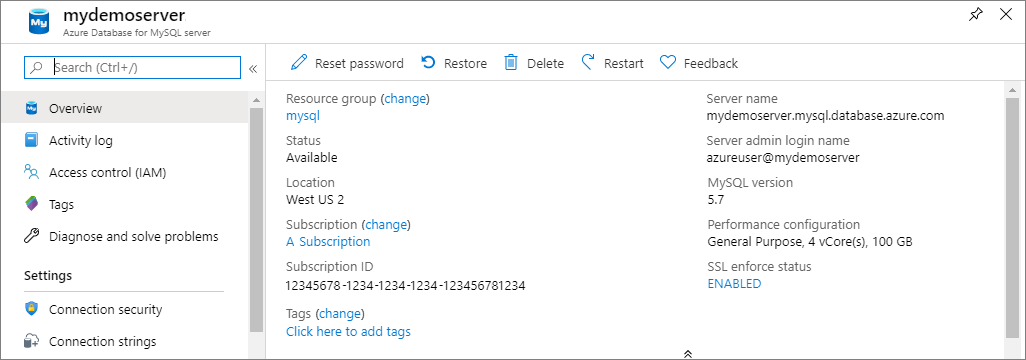 mydemoserver
Azure Database for MySQL server
Search (Ctrl+/)
Overview
Activity log
Access control (IAM)
Tags
Diagnose and solve problems
Settings
Connection security
Connection strings
Reset password
Restore
Delete
Restart
Feedback
Resource group (change)
mysql
Status
Available
Location
West US 2
Subscription (change)
A Subscription
Subscription ID
12345678-1234-1234-1234-123456781234
Tags (change)
Click here to add tags
Server name
mydemoserver.mysql.database.azure.com
Server admin login name
azureuser@mydemoserver
MySQL version
5.7
Performance configuration
General Purpose, 4 vCore(s), 100 GB
SSL enforce status
ENABLED